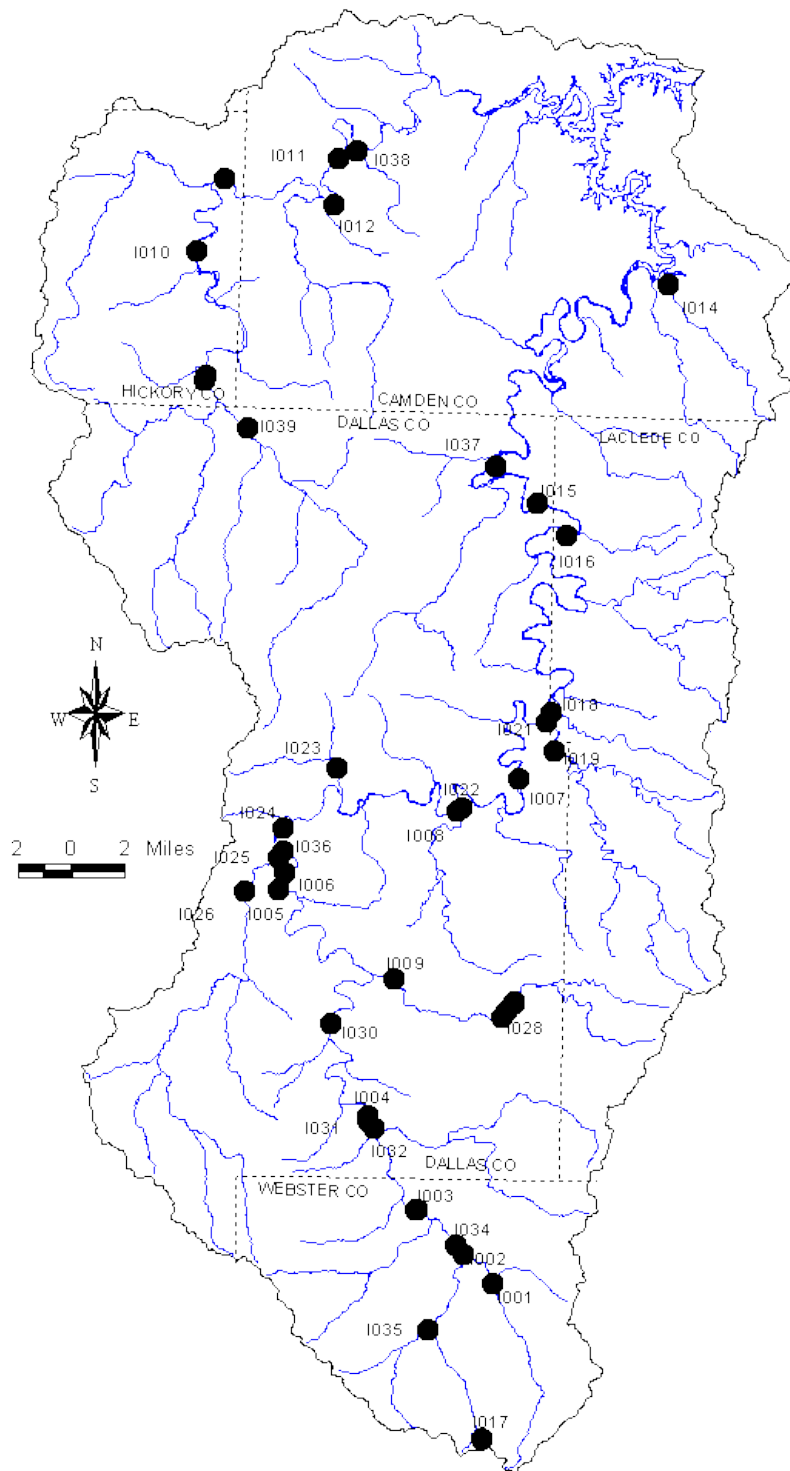 I011
I038
I012
I010
I014
HICKORY CO
CAMDEN CO
DALLAS CO
LACLEDE CO
I039
I037
I015
I016
N
W E
S
I018
I021
I019
I023
I007
I022
I008
I024
2 0 2 Miles
I036
I025
I006
I026 I005
I009
I028
I030
I004
I031
I032
DALLAS CO
WEBSTER CO
I003
I034
I002
I001
I035
I017